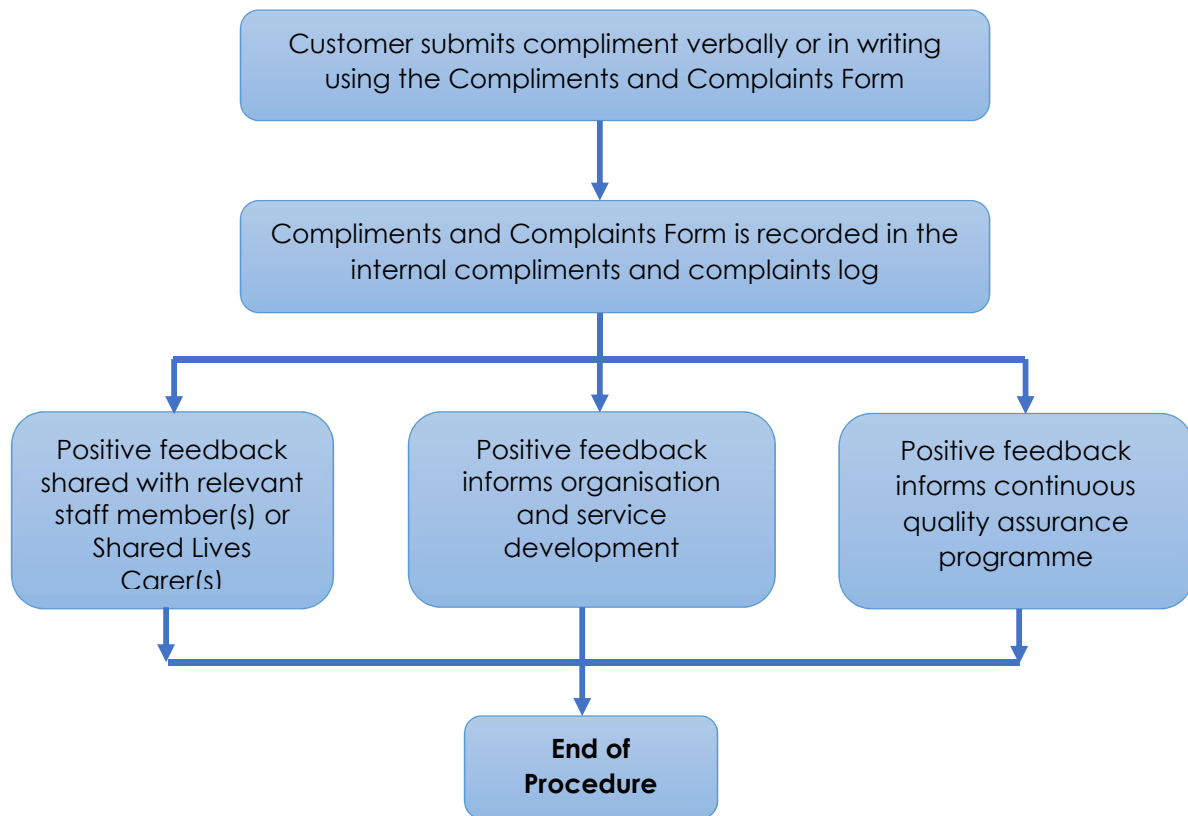 Customer submits compliment verbally or in writing
using the Compliments and Complaints Form
Compliments and Complaints Form is recorded in the
internal compliments and complaints log
Positive feedback
shared with relevant
staff member(s) or
Shared Lives
Carer(s)
Positive feedback
informs organisation
and service
development
Positive feedback
informs continuous
quality assurance
programme
End of
Procedure